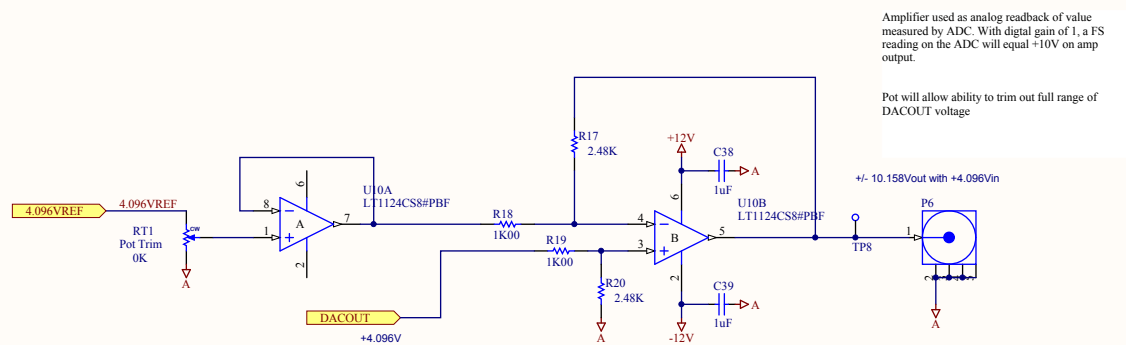 Amplifier used as analog readback of value
measured by ADC. With digtal gain of 1, a FS
reading on the ADC will equal +10V on amp
output.
Pot will allow ability to trim out full range of
DACOUT voltage
R17
2.48K
+12V
C38
1uF
A
+/- 10.158Vout with +4.096Vin
4.096VREF
4.096VREF
RT1
Pot Trim
0K
CW
A
8
1
6
2
A
7
U10A
LT1124CS8#PBF
R18
1K00
R19
1K00
R20
2.48K
A
4
3
6
2
B
5
U10B
LT1124CS8#PBF
C39
1uF
A
-12V
TP8
P6
1
2
A
DACOUT
+4.096V